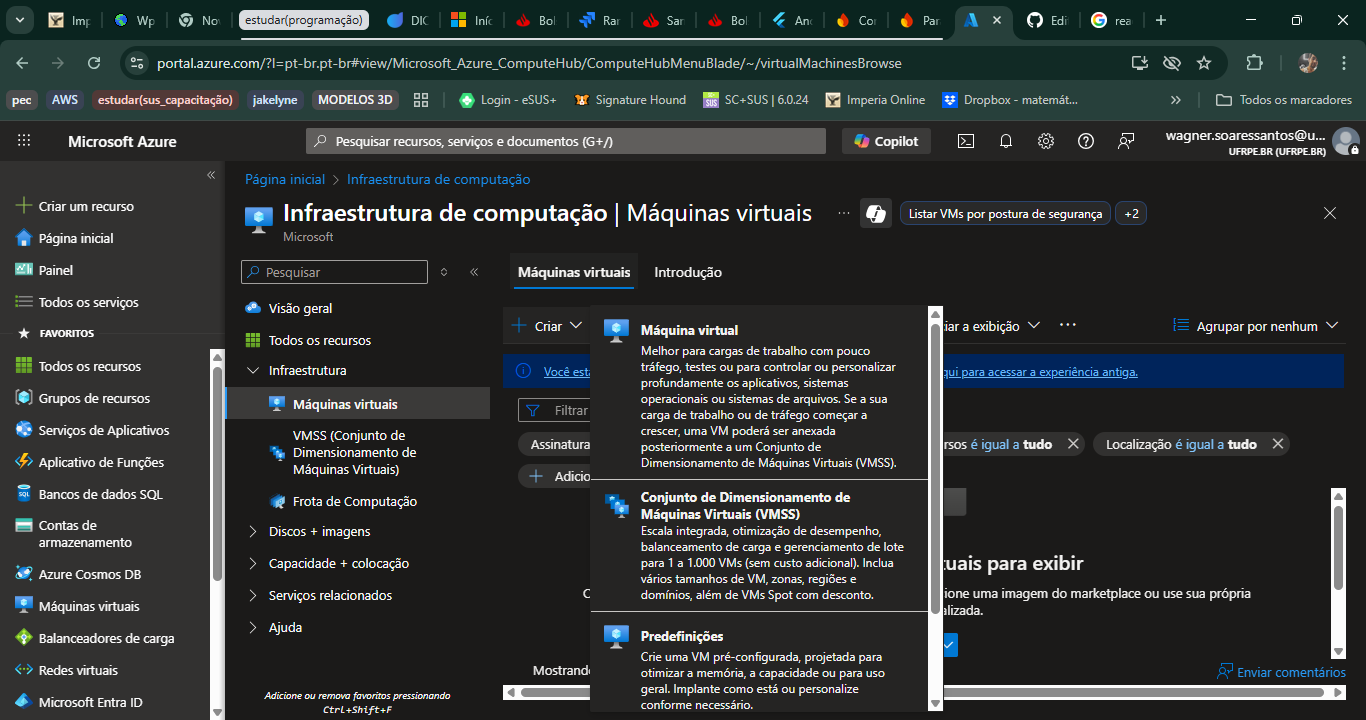 Imp
Wp
Nov
estudar(programação)
DIC
Iníc
Bol
Ran
San
Bol
And
Con
Par
Edi
rea
portal.azure.com/?l=pt-br.pt-br#view/Microsoft_Azure_ComputeHub/ComputeHubMenuBlade/~/virtualMachinesBrowse
pec
AWS
estudar(sus_capacitação)
jakelyne
MODELOS 3D
Login - eSUS+
Signature Hound
SC+SUS | 6.0.24
Imperia Online
Dropbox - matemát...
Todos os marcadores
Microsoft Azure
Pesquisar recursos, serviços e documentos (G+/)
Copilot
wagner.soaressantos@u...
UFRPE.BR (UFRPE.BR)
Criar um recurso
Página inicial
Painel
Todos os serviços
FAVORITOS
Todos os recursos
Grupos de recursos
Serviços de Aplicativos
Aplicativo de Funções
Bancos de dados SQL
Contas de
armazenamento
Azure Cosmos DB
Máquinas virtuais
Balanceadores de carga
Redes virtuais
Microsoft Entra ID
Página inicial > Infraestrutura de computação
Infraestrutura de computação | Máquinas virtuais
Microsoft
Listar VMs por postura de segurança
+2
Pesquisar
Visão geral
Todos os recursos
Infraestrutura
Máquinas virtuais
VMSS (Conjunto de
Dimensionamento de
Máquinas Virtuais)
Frota de Computação
Discos + imagens
Capacidade + colocação
Serviços relacionados
Ajuda
Adicione ou remova favoritos pressionando
Ctrl+Shift+F
Máquinas virtuais
Introdução
Criar
iar a exibição
Agrupar por nenhum
Você est
qui para acessar a experiência antiga.
Filtrar
Assinatura
rsos é igual a tudo
Localização é igual a tudo
Adicio
Máquina virtual
Melhor para cargas de trabalho com pouco
tráfego, testes ou para controlar ou personalizar
profundamente os aplicativos, sistemas
operacionais ou sistemas de arquivos. Se a sua
carga de trabalho ou de tráfego começar a
crescer, uma VM poderá ser anexada
posteriormente a um Conjunto de
Dimensionamento de Máquinas Virtuais (VMSS).
Conjunto de Dimensionamento de
Máquinas Virtuais (VMSS)
Escala integrada, otimização de desempenho,
balanceamento de carga e gerenciamento de lote
para 1 a 1.000 VMs (sem custo adicional). Inclua
vários tamanhos de VM, zonas, regiões e
domínios, além de VMs Spot com desconto.
Predefinições
Crie uma VM pré-configurada, projetada para
otimizar a memória, a capacidade ou para uso
geral. Implante como está ou personalize
conforme necessário.
tuais para exibir
C
ione uma imagem do marketplace ou use sua própria
alizada.
Mostrando
Enviar comentários